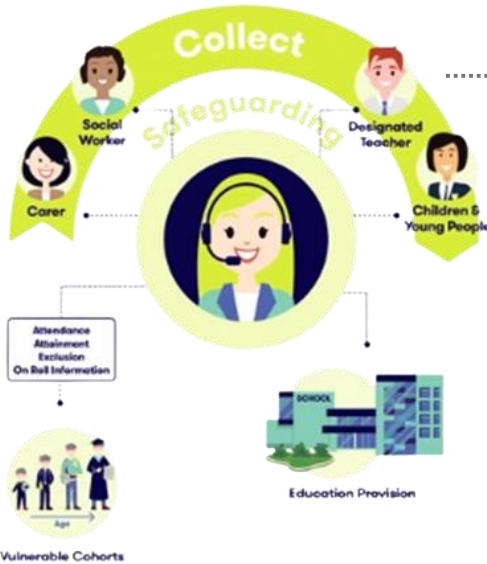 Collect
Safeguarding
Social
Worker
Designated
Teacher
Carer
Children &
Young People
Attendance
Attainment
Exclusion
On Roll Information
SCHOOL
Education Provision
Age
Vulnerable Cohorts